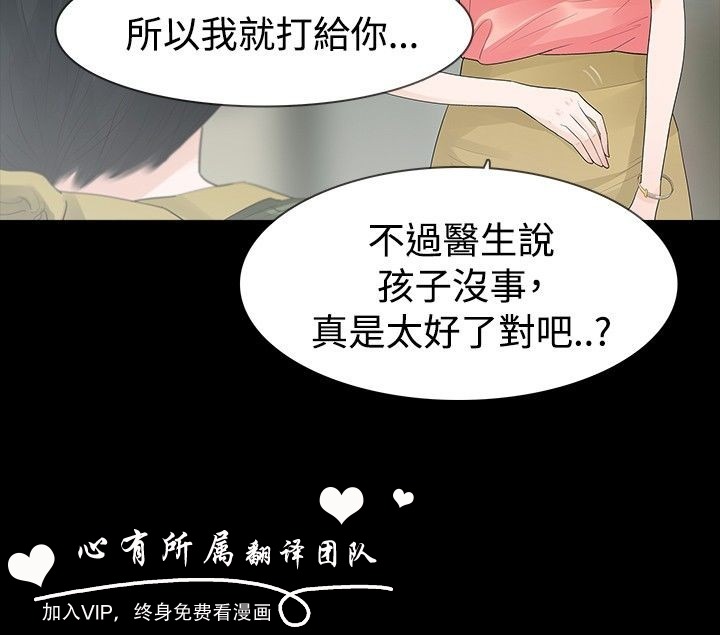 所以我就打給你...
不過醫生說
孩子沒事，
真是太好了對吧..?
心有所属翻译团队
加入VIP，终身免费看漫画